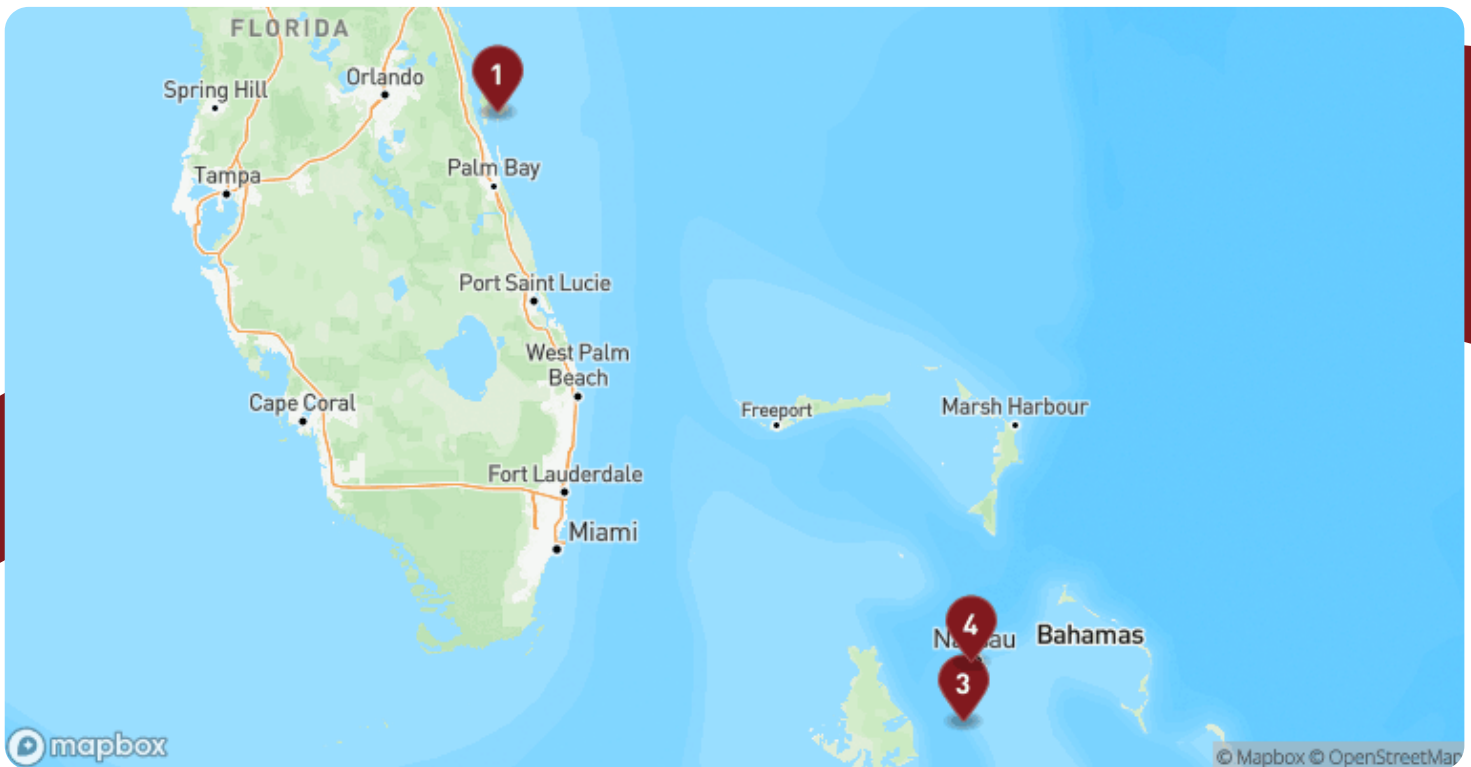 FLORIDA
1
Orlando
Spring Hill
Palm Bay
Tampa
Port Saint Lucie
West Palm
Beach
Cape Coral
Freeport
Marsh Harbour
Fort Lauderdale
Miami
4
Bahamas
3
mapbox
© Mapbox © OpenStreetMap